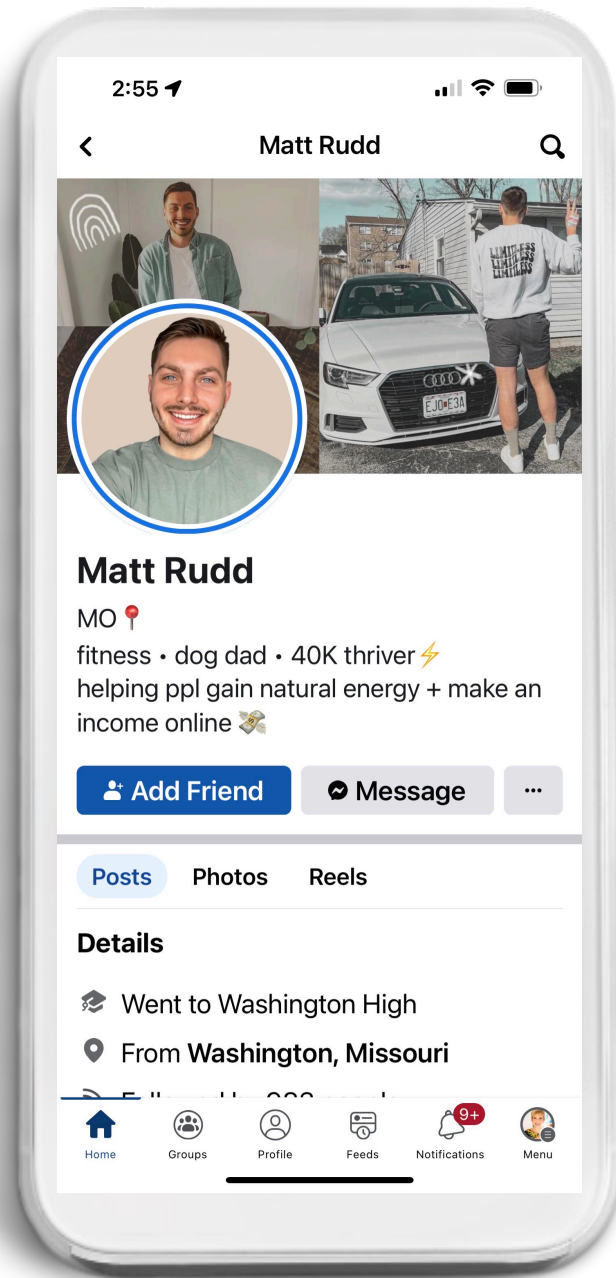 2:55
Matt Rudd
LIMITLESS
LIMITLESS
LIMITLESS
EJ0 E3A
Matt Rudd
MO
fitness • dog dad • 40K thriver⚡
helping ppl gain natural energy + make an
income online 💸
Add Friend
Message
Posts Photos Reels
Details
Went to Washington High
From Washington, Missouri
9+
Home Groups Profile Feeds Notifications Menu